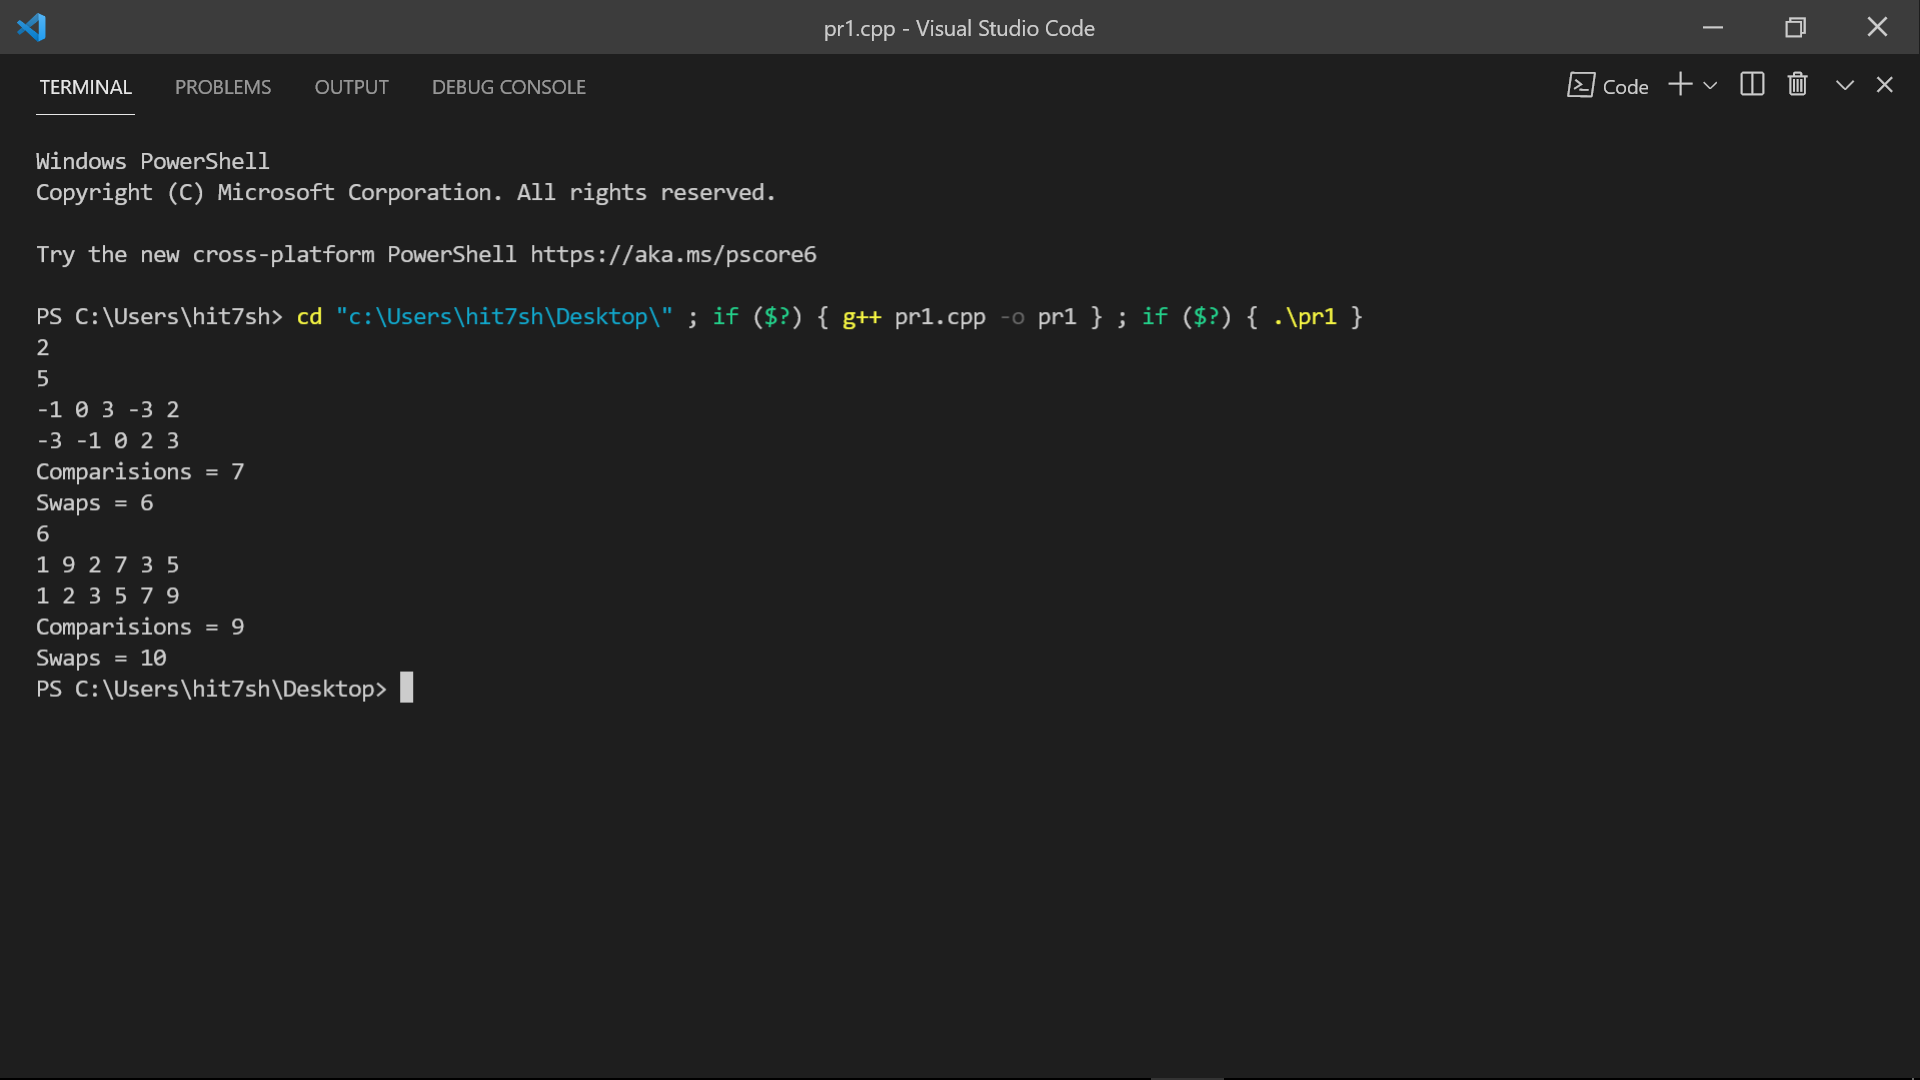 pr1.cpp - Visual Studio Code
TERMINAL PROBLEMS OUTPUT DEBUG CONSOLE Code
Windows PowerShell
Copyright (C) Microsoft Corporation. All rights reserved.
Try the new cross-platform PowerShell https://aka.ms/pscore6
PS C:\Users\hit7sh> cd "c:\Users\hit7sh\Desktop\" ; if ($?) { g++ pr1.cpp -o pr1 } ; if ($?) { .\pr1 }
2
5
-1 0 3 -3 2
-3 -1 0 2 3
Comparisions = 7
Swaps = 6
6
1 9 2 7 3 5
1 2 3 5 7 9
Comparisions = 9
Swaps = 10
PS C:\Users\hit7sh\Desktop>